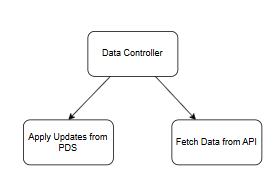 Data Controller
Apply Updates from
PDS
Fetch Data from API